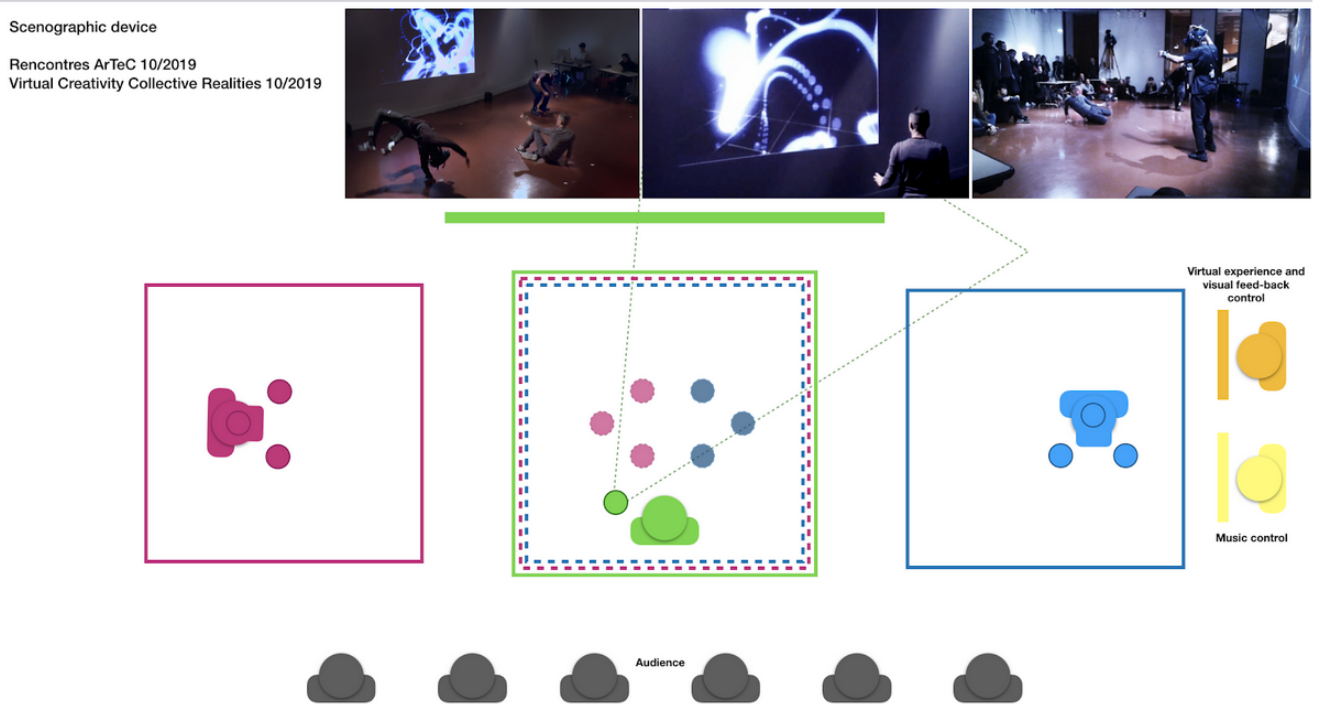 Scenographic device
Rencontres ArTeC 10/2019
Virtual Creativity Collective Realities 10/2019
Virtual experience and
visual feed-back
control
Music control
Audience